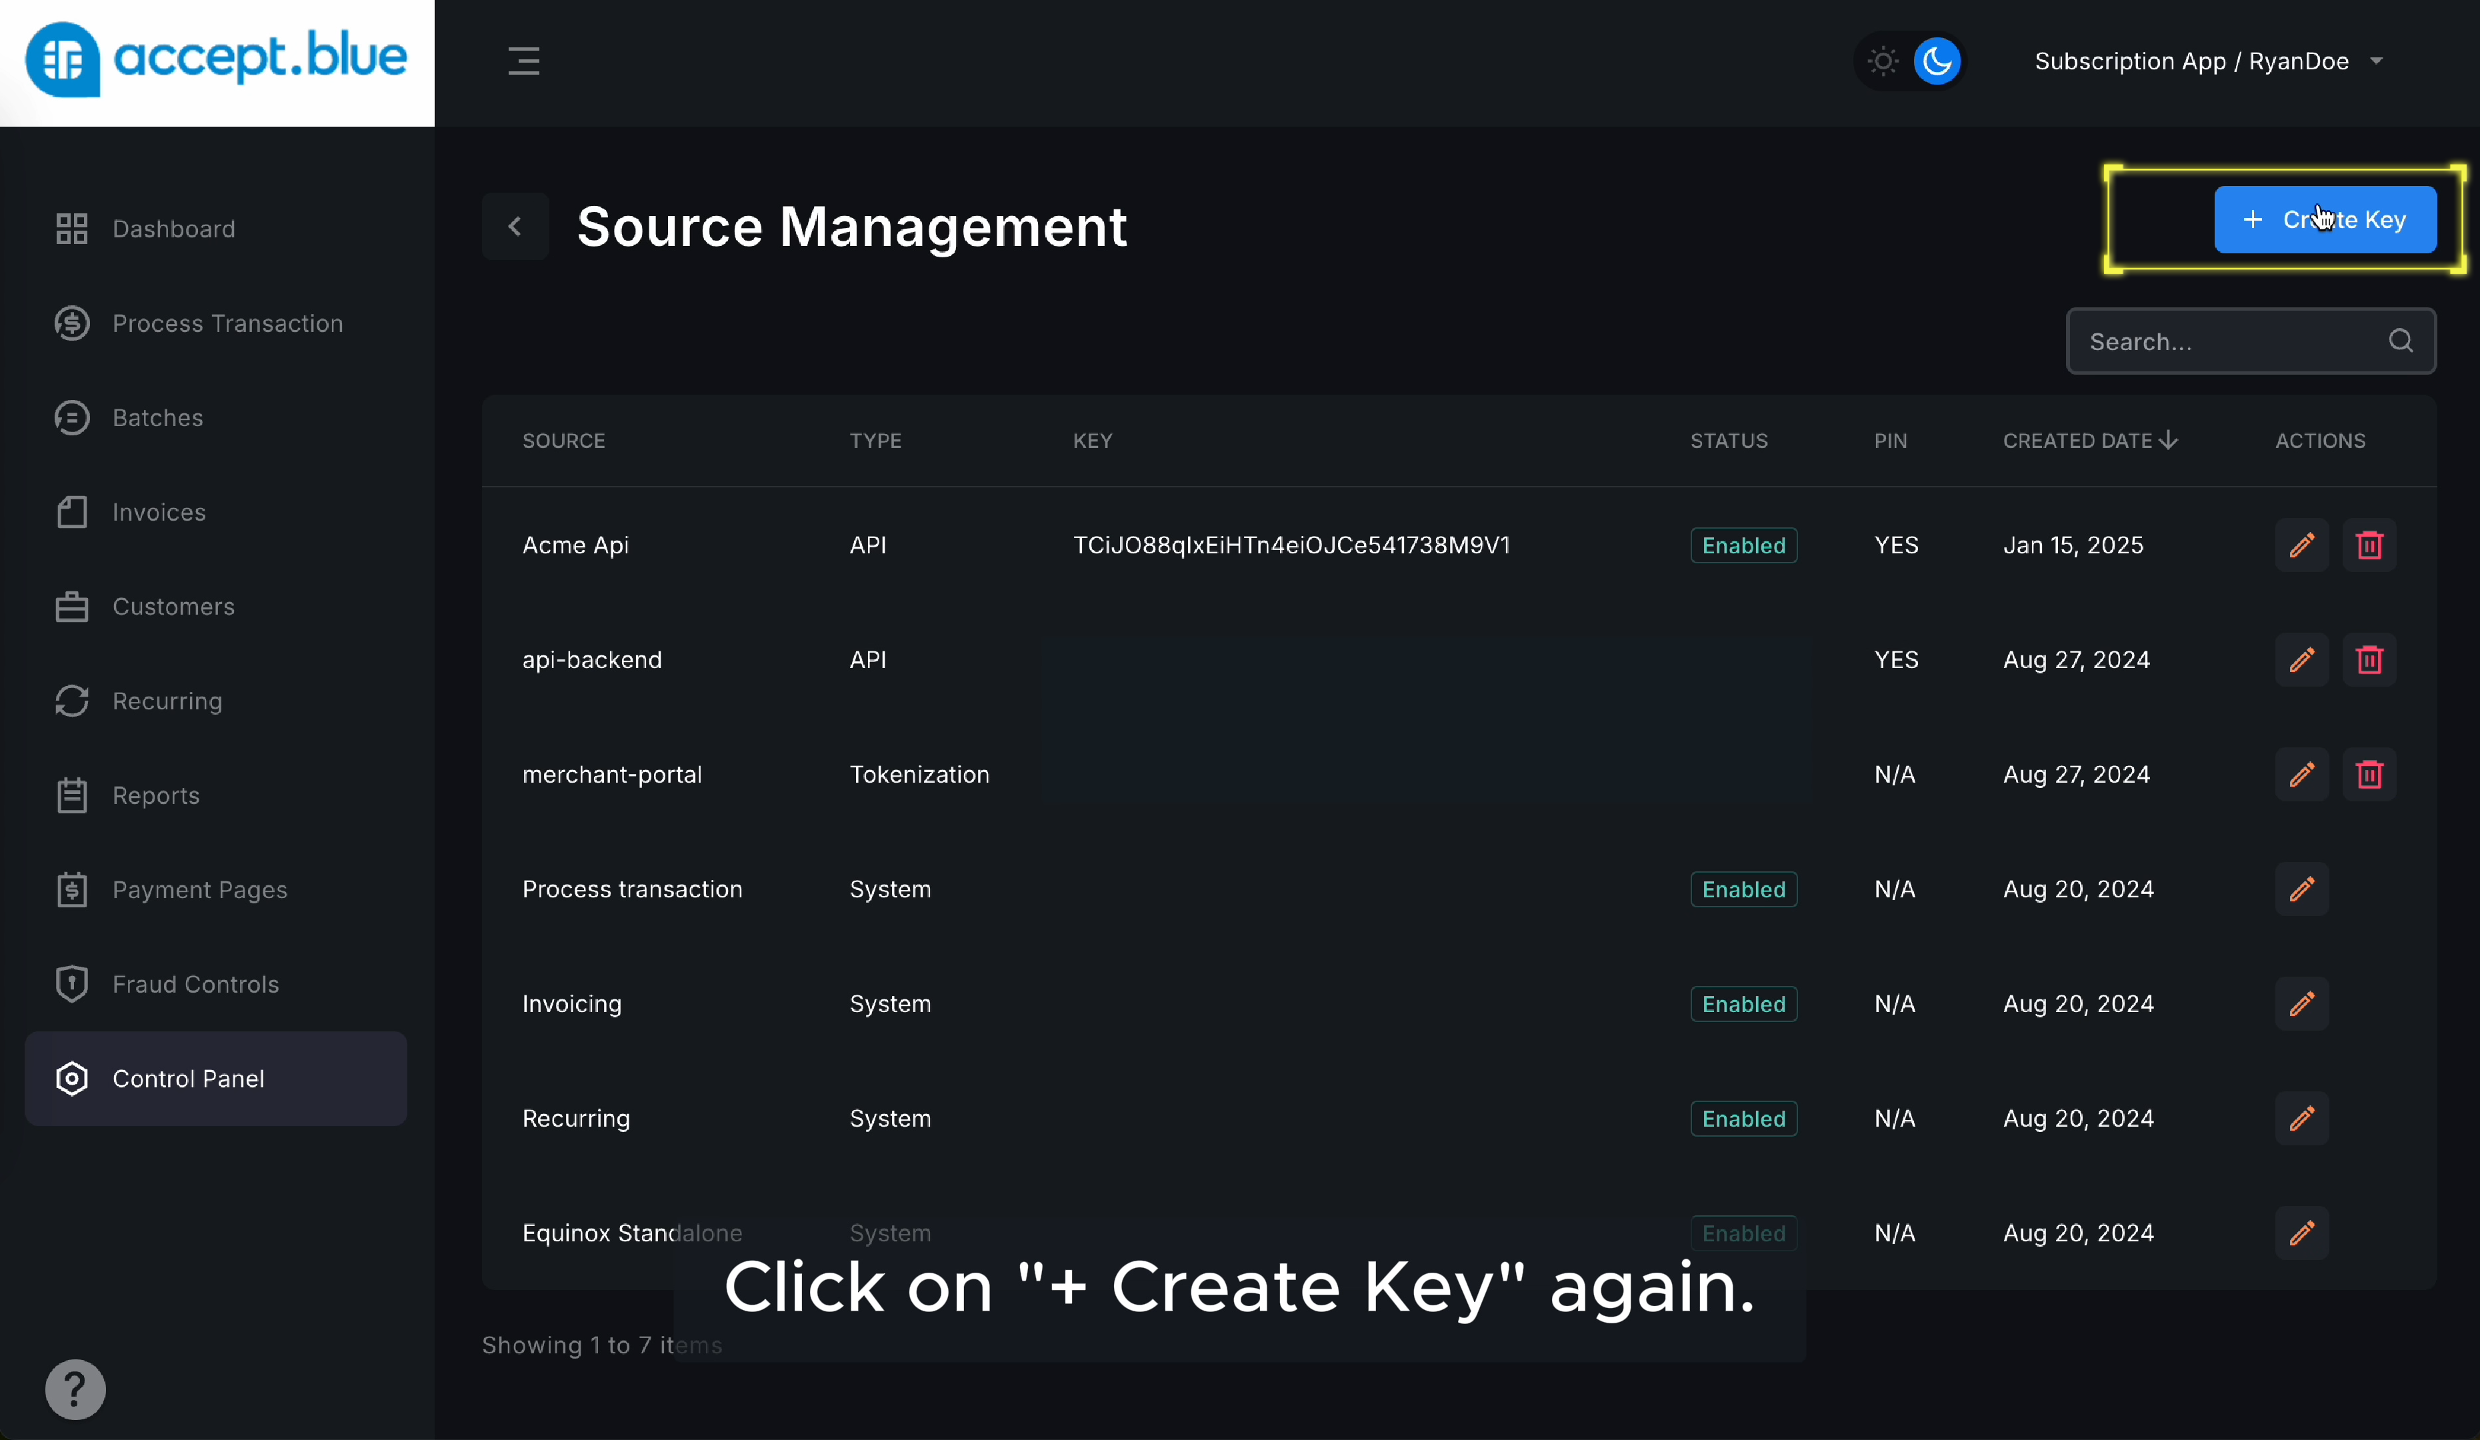 accept.blue
Subscription App / RyanDoe
Dashboard
Process Transaction
Batches
Invoices
Customers
Recurring
Reports
Payment Pages
Fraud Controls
Control Panel
?
Source Management
+ Create Key
Search...
SOURCE TYPE KEY STATUS PIN CREATED DATE ACTIONS
Acme Api API TCiJO88qIxEiHTn4eiOJCe541738M9V1 Enabled YES Jan 15, 2025
api-backend API YES Aug 27, 2024
merchant-portal Tokenization N/A Aug 27, 2024
Process transaction System Enabled N/A Aug 20, 2024
Invoicing System Enabled N/A Aug 20, 2024
Recurring System Enabled N/A Aug 20, 2024
Equinox Standalone System Enabled N/A Aug 20, 2024
Click on "+ Create Key" again.
Showing 1 to 7 items